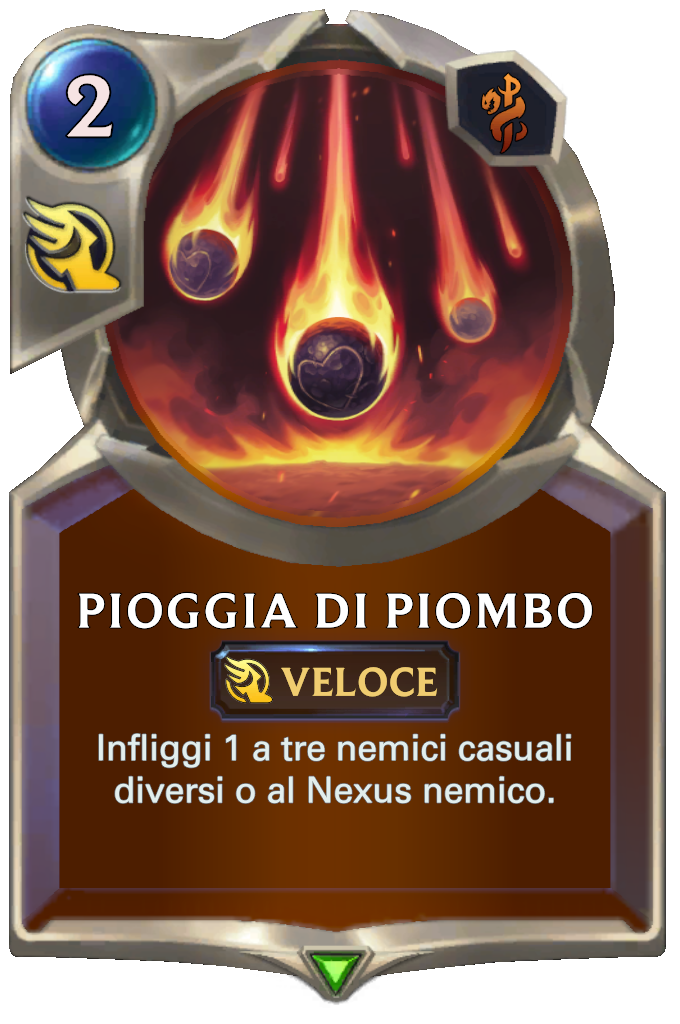 2
PIOGGIA DI PIOMBO
VELOCE
Infliggi 1 a tre nemici casuali
diversi o al Nexus nemico.